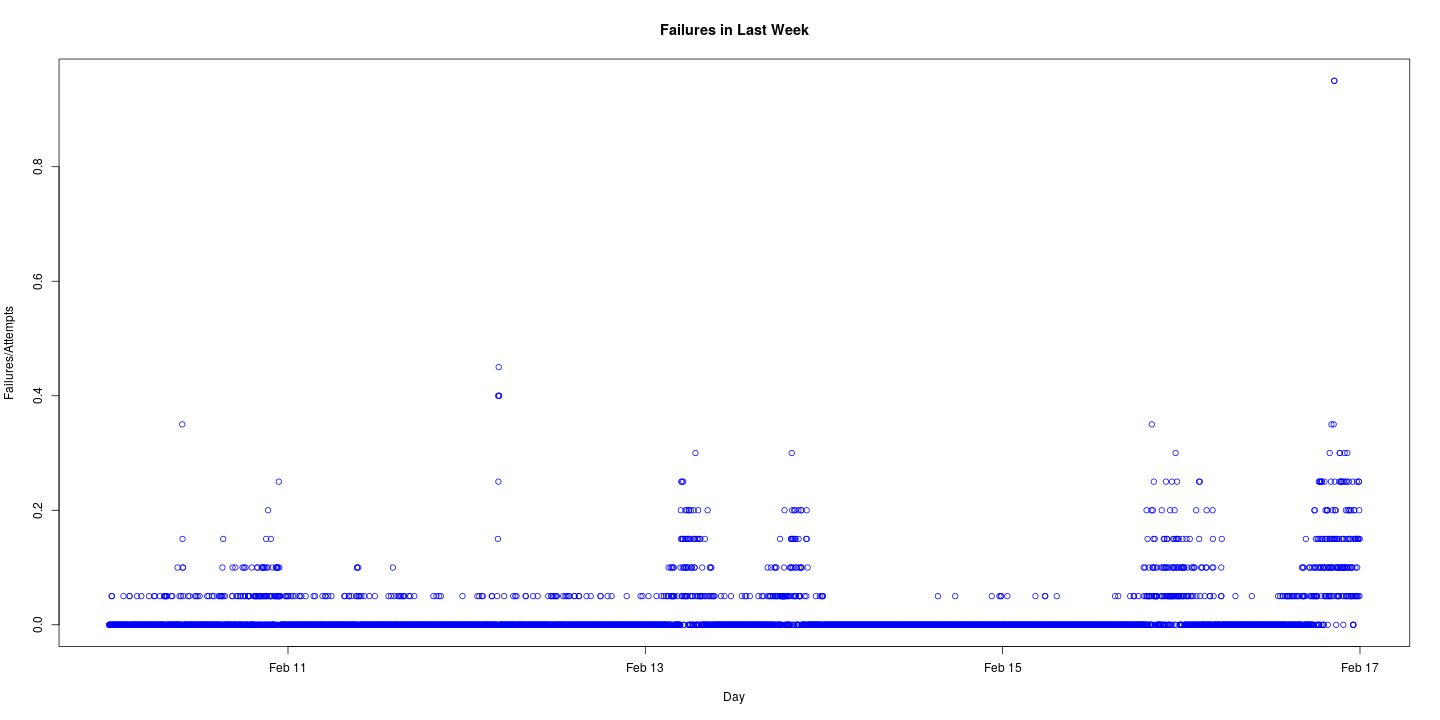 Failures in Last Week
Failures/Attempts
0.8
0.6
0.4
0.2
0.0
Feb 11
Feb 13
Feb 15
Feb 17
Day